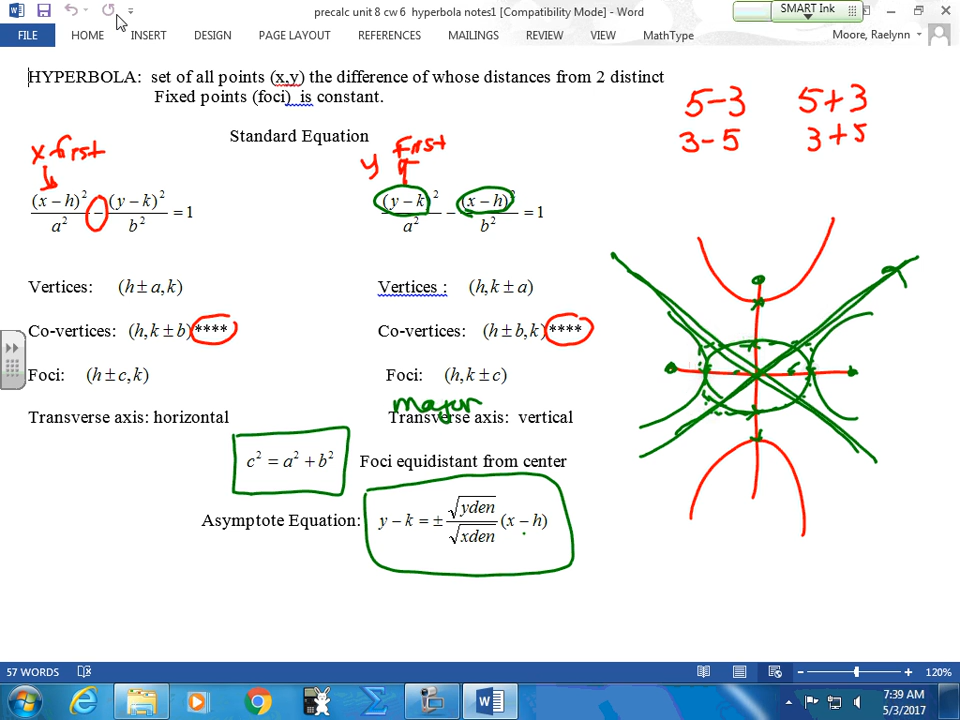 precalc unit 8 cw 6 hyperbola notes1 [Compatibility Mode] - Word
SMART Ink
FILE HOME INSERT DESIGN PAGE LAYOUT REFERENCES MAILINGS REVIEW VIEW MathType Moore, Raelynn
HYPERBOLA: set of all points (x,y) the difference of whose distances from 2 distinct
Fixed points (foci) is constant.
5-3 5+3
3-5 3+5
Standard Equation
x first y first
(x − h)²/a² − (y − k)²/b² = 1 (y − k)²/a² − (x − h)²/b² = 1
Vertices: (h ± a, k) Vertices : (h, k ± a)
Co-vertices: (h, k ± b) **** Co-vertices: (h ± b, k) ****
Foci: (h ± c, k) Foci: (h, k ± c)
major
Transverse axis: horizontal Transverse axis: vertical
c² = a² + b² Foci equidistant from center
Asymptote Equation: y − k = ± √yden/√xden (x − h)
57 WORDS 120%
7:39 AM
5/3/2017